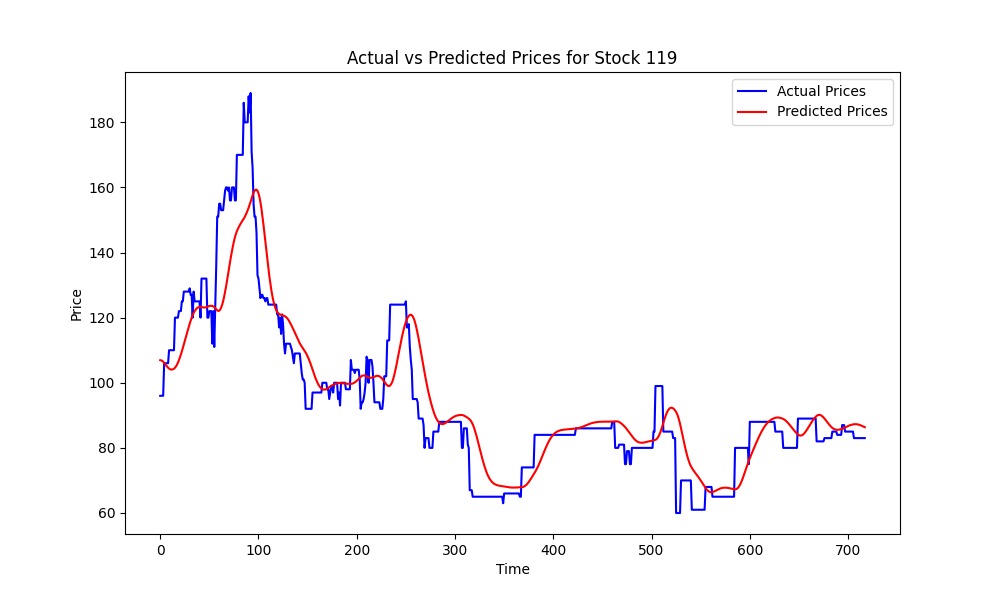 Actual vs Predicted Prices for Stock 119
Actual Prices
Predicted Prices
Price
180
160
140
120
100
80
60
0 100 200 300 400 500 600 700
Time